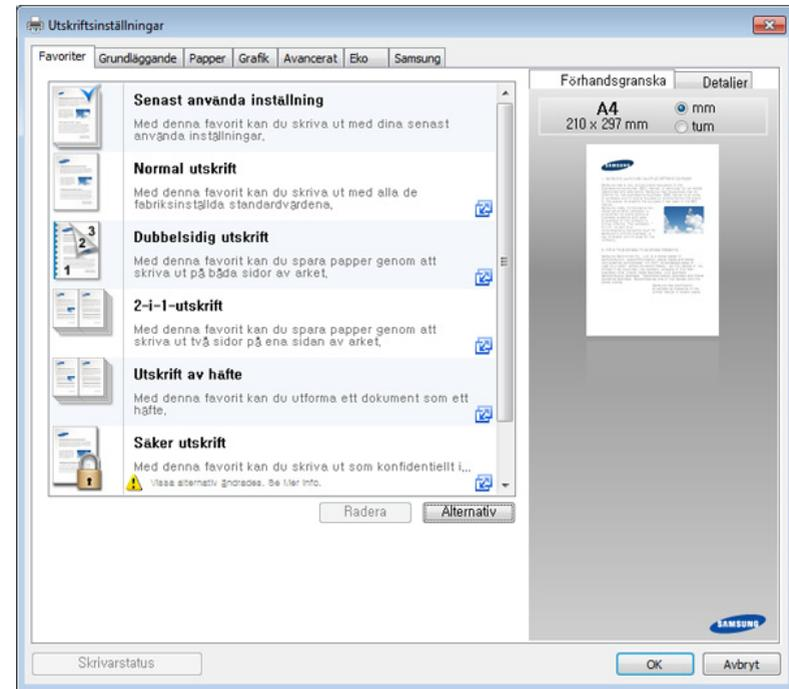 Utskriftsinställningar
Favoriter Grundläggande Papper Grafik Avancerat Eko Samsung
Senast använda inställning
Med denna favorit kan du skriva ut med dina senast
använda inställningar.
Normal utskrift
Med denna favorit kan du skriva ut med alla de
fabriksinställda standardvärdena.
Dubbelsidig utskrift
Med denna favorit kan du spara papper genom att
skriva ut på båda sidor av arket.
2-i-1-utskrift
Med denna favorit kan du spara papper genom att
skriva ut två sidor på ena sidan av arket.
Utskrift av häfte
Med denna favorit kan du utforma ett dokument som ett
häfte.
Säker utskrift
Med denna favorit kan du skriva ut som konfidentiellt i...
Vissa alternativ ändrades. Se Mer info.
Radera Alternativ
Förhandsgranska Detaljer
A4
210 x 297 mm
mm
tum
SAMSUNG
Skrivarstatus
OK Avbryt